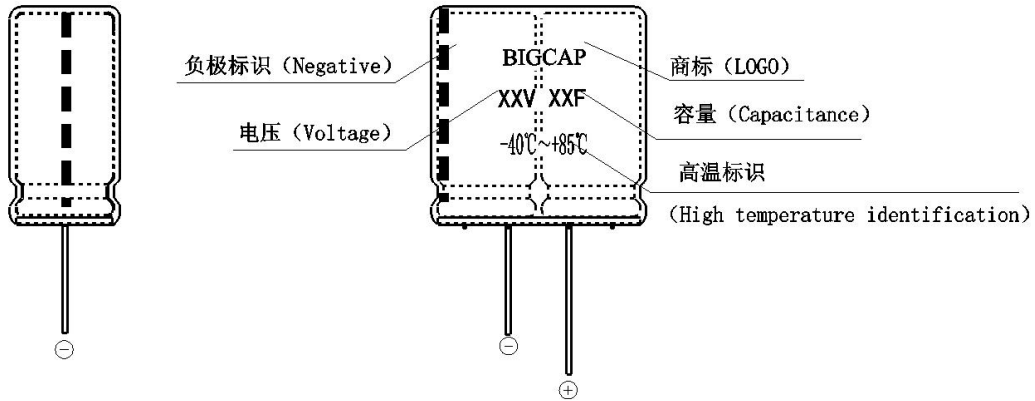 负极标识（Negative）
BIGCAP
商标（LOGO）
XXV XXF
电压（Voltage）
容量（Capacitance）
-40℃～+85℃
高温标识
（High temperature identification）
⊖
⊖
⊕